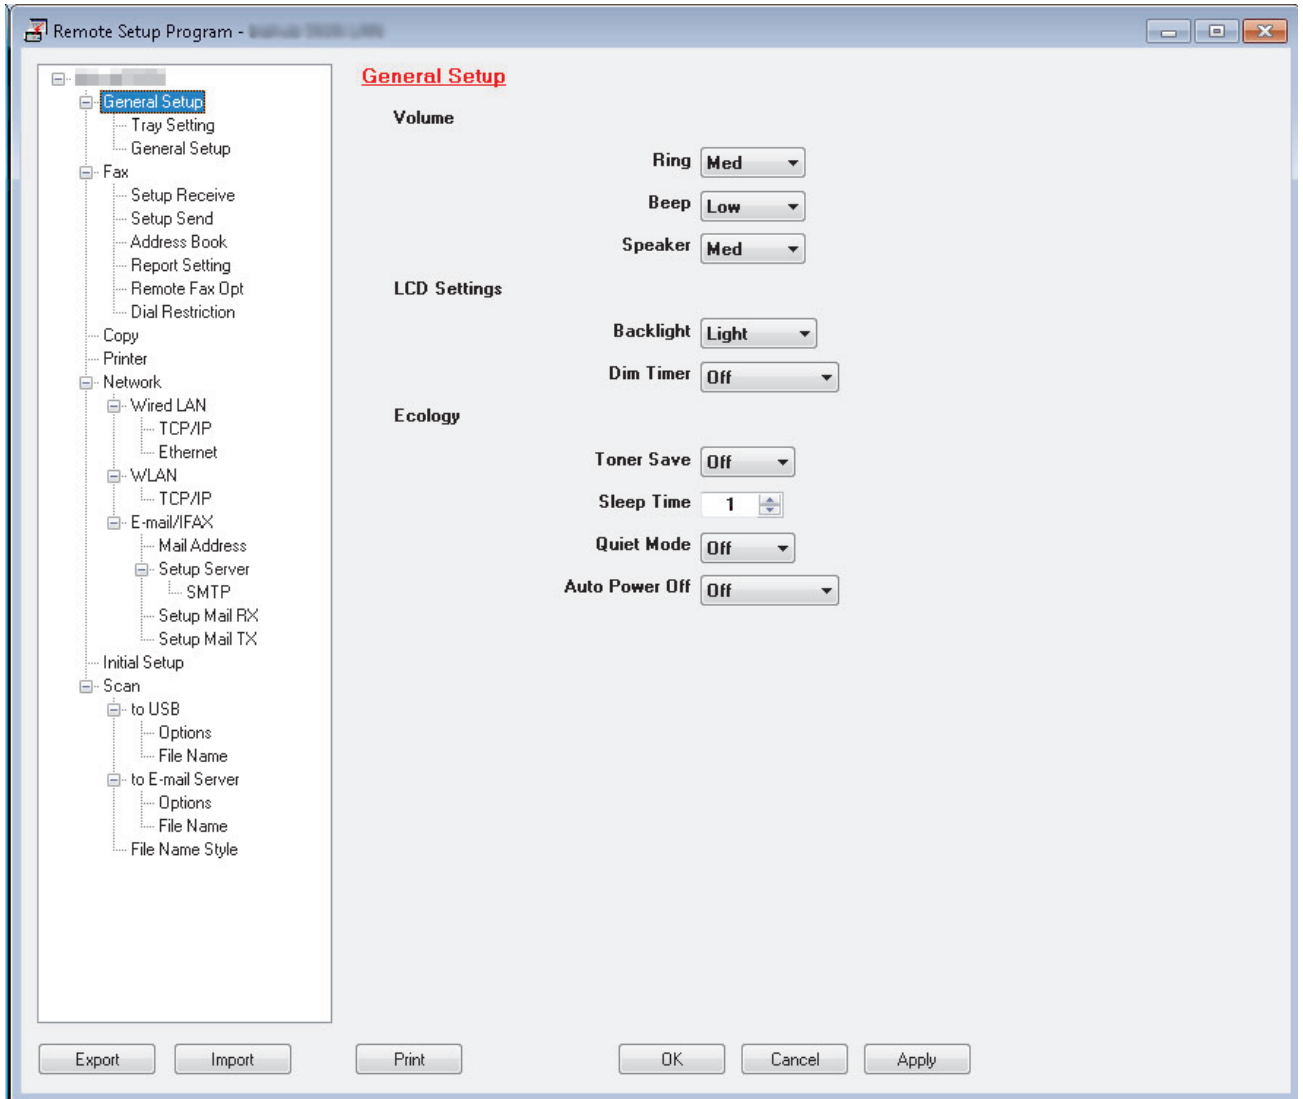 Remote Setup Program -
General Setup
Tray Setting
General Setup
Fax
Setup Receive
Setup Send
Address Book
Report Setting
Remote Fax Opt
Dial Restriction
Copy
Printer
Network
Wired LAN
TCP/IP
Ethernet
WLAN
TCP/IP
E-mail/IFAX
Mail Address
Setup Server
SMTP
Setup Mail RX
Setup Mail TX
Initial Setup
Scan
to USB
Options
File Name
to E-mail Server
Options
File Name
File Name Style
General Setup
Volume
Ring Med
Beep Low
Speaker Med
LCD Settings
Backlight Light
Dim Timer Off
Ecology
Toner Save Off
Sleep Time 1
Quiet Mode Off
Auto Power Off Off
Export Import Print OK Cancel Apply